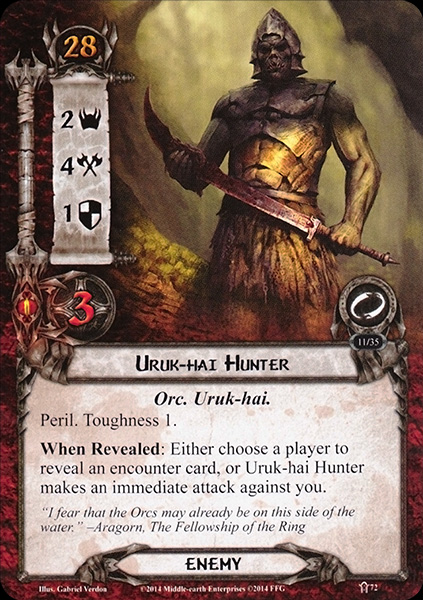 28
2
4
1
3
11/35
Uruk-hai Hunter
Orc. Uruk-hai.
Peril. Toughness 1.
When Revealed: Either choose a player to
reveal an encounter card, or Uruk-hai Hunter
makes an immediate attack against you.
“I fear that the Orcs may already be on this side of the
water.” –Aragorn, The Fellowship of the Ring
ENEMY
Illus. Gabriel Verdon
©2014 Middle-earth Enterprises ©2014 FFG
72